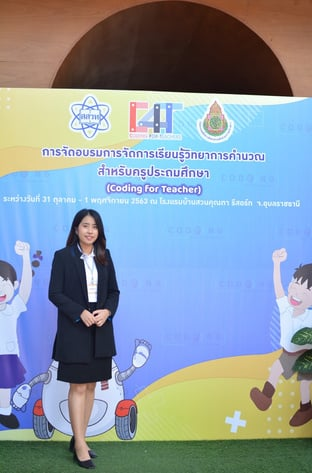 สสวท
C4T
CODING FOR TEACHERS
การจัดอบรมการจัดการเรียนรู้วิทยาการคำนวณ
สำหรับครูประถมศึกษา
(Coding for Teacher)
ระหว่างวันที่ 31 ตุลาคม - 1 พฤศจิกายน 2563 ณ โรงแรมบ้านสวนคุณตา รีสอร์ท จ.อุบลราชธานี